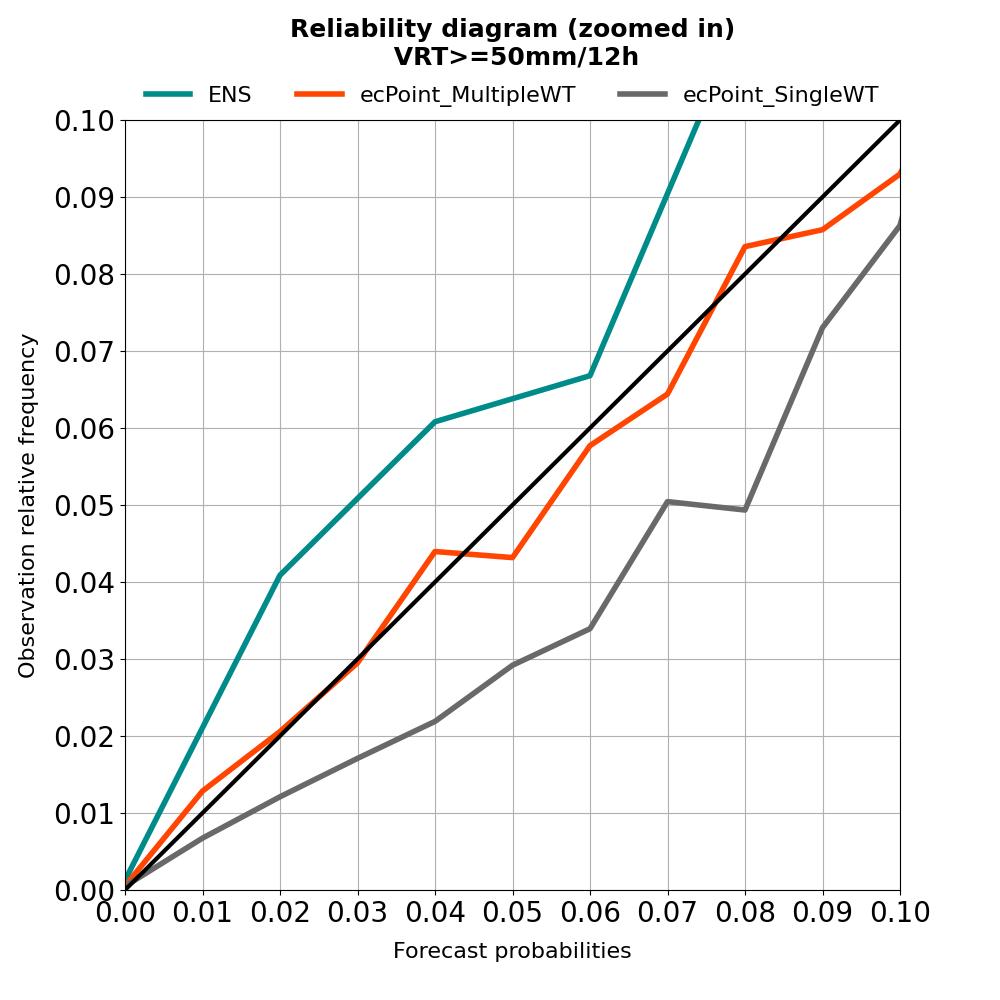 Reliability diagram (zoomed in)
VRT>=50mm/12h
ENS ecPoint_MultipleWT ecPoint_SingleWT
0.10
0.09
0.08
0.07
0.06
0.05
0.04
0.03
0.02
0.01
0.00
Observation relative frequency
0.00 0.01 0.02 0.03 0.04 0.05 0.06 0.07 0.08 0.09 0.10
Forecast probabilities